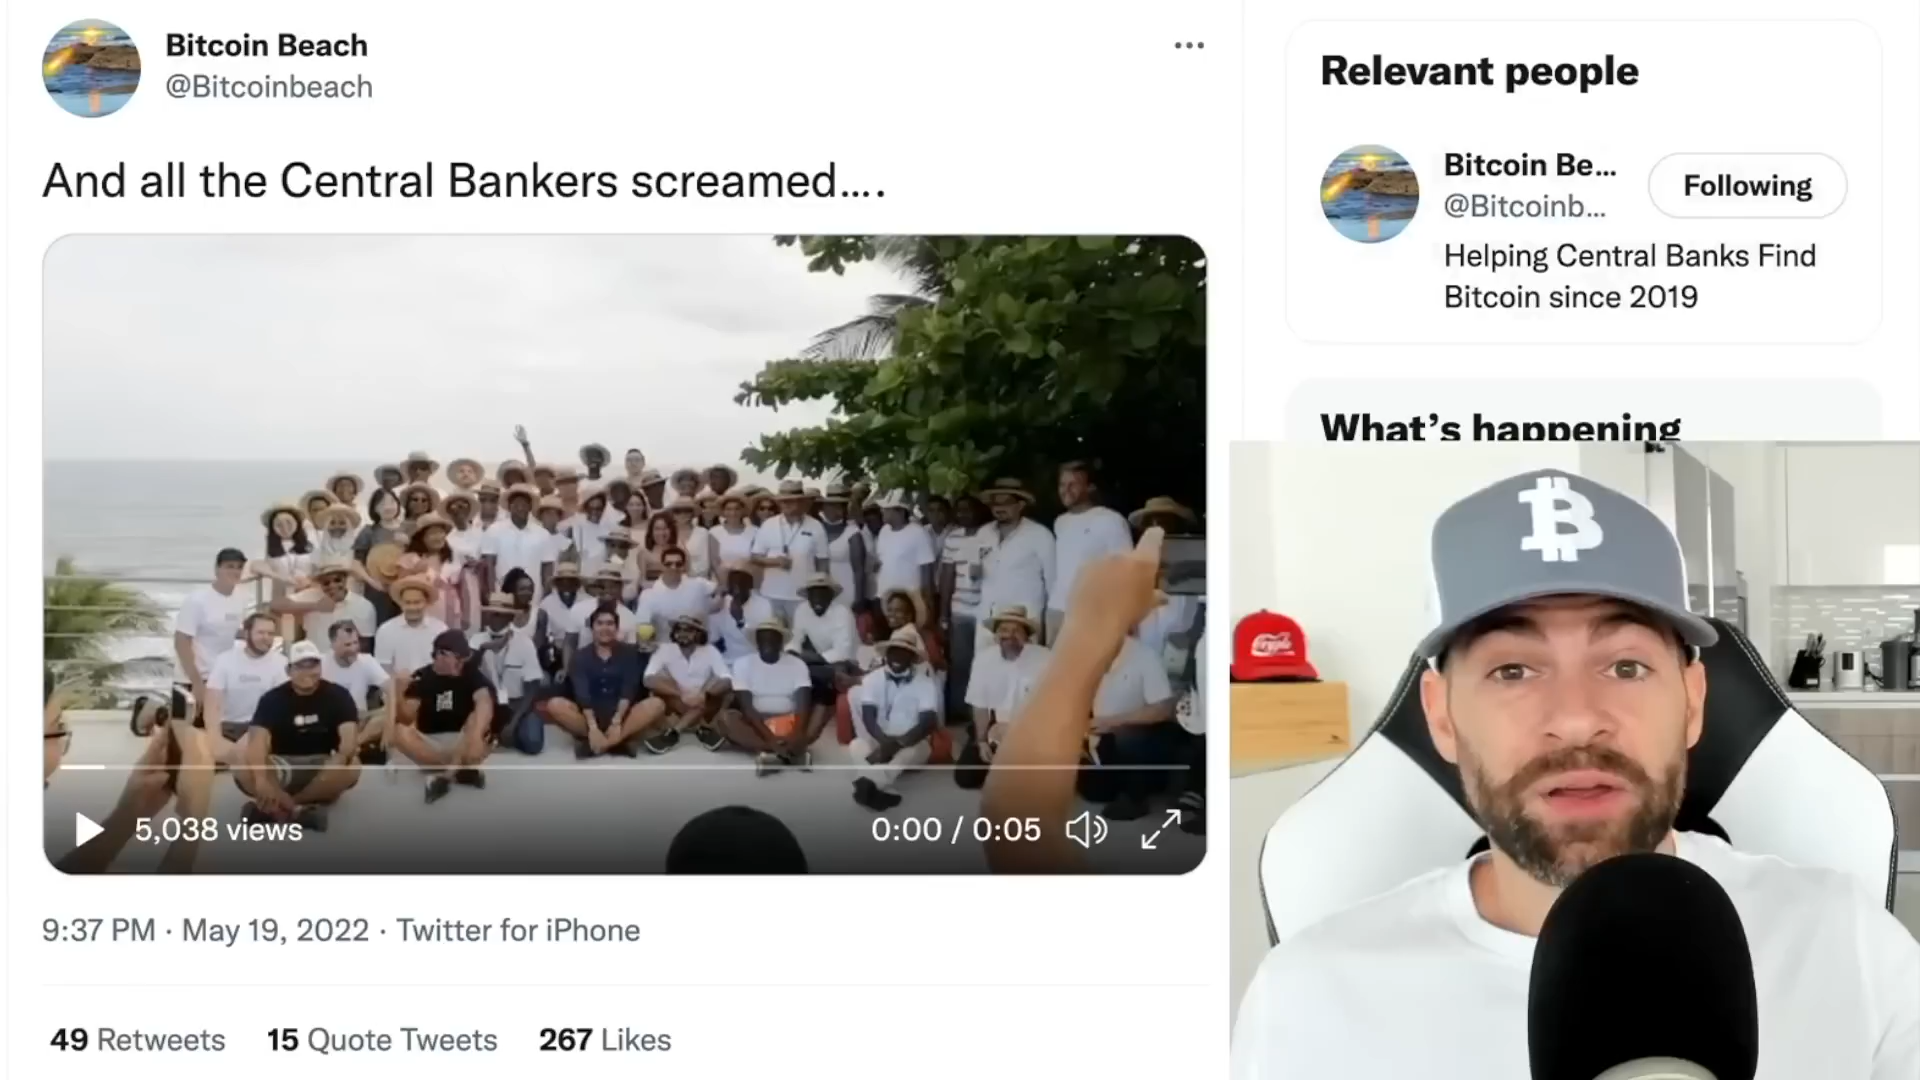 Bitcoin Beach
@Bitcoinbeach
And all the Central Bankers screamed....
5,038 views
0:00 / 0:05
9:37 PM · May 19, 2022 · Twitter for iPhone
49 Retweets 15 Quote Tweets 267 Likes
Relevant people
Bitcoin Be...
@Bitcoinb...
Following
Helping Central Banks Find
Bitcoin since 2019
What's happening